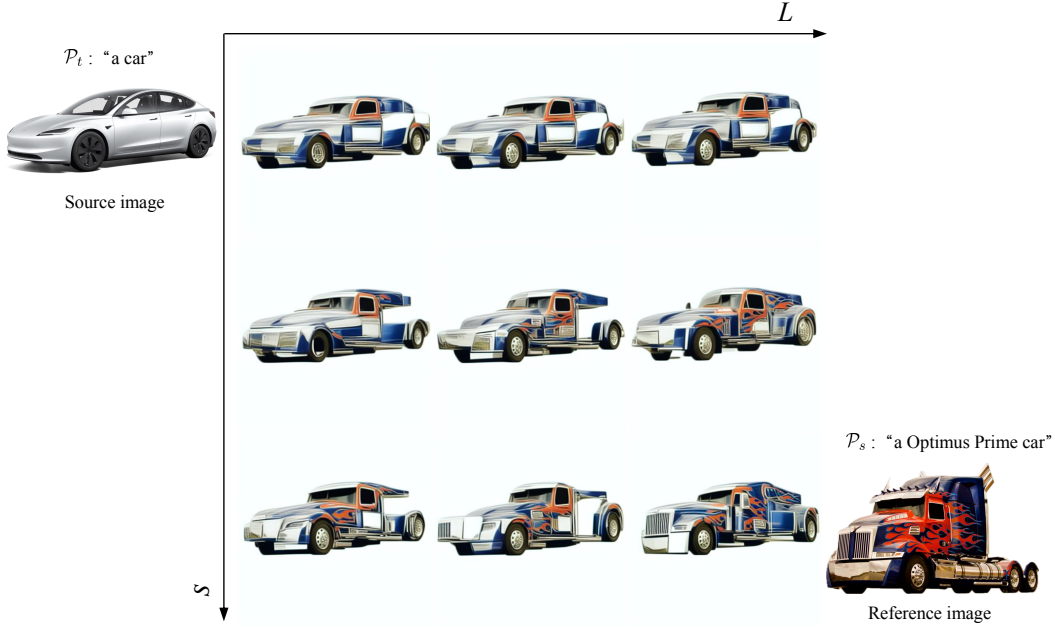 L
𝒫ₜ : “a car”
Source image
𝒫ₛ : “a Optimus Prime car”
S
Reference image